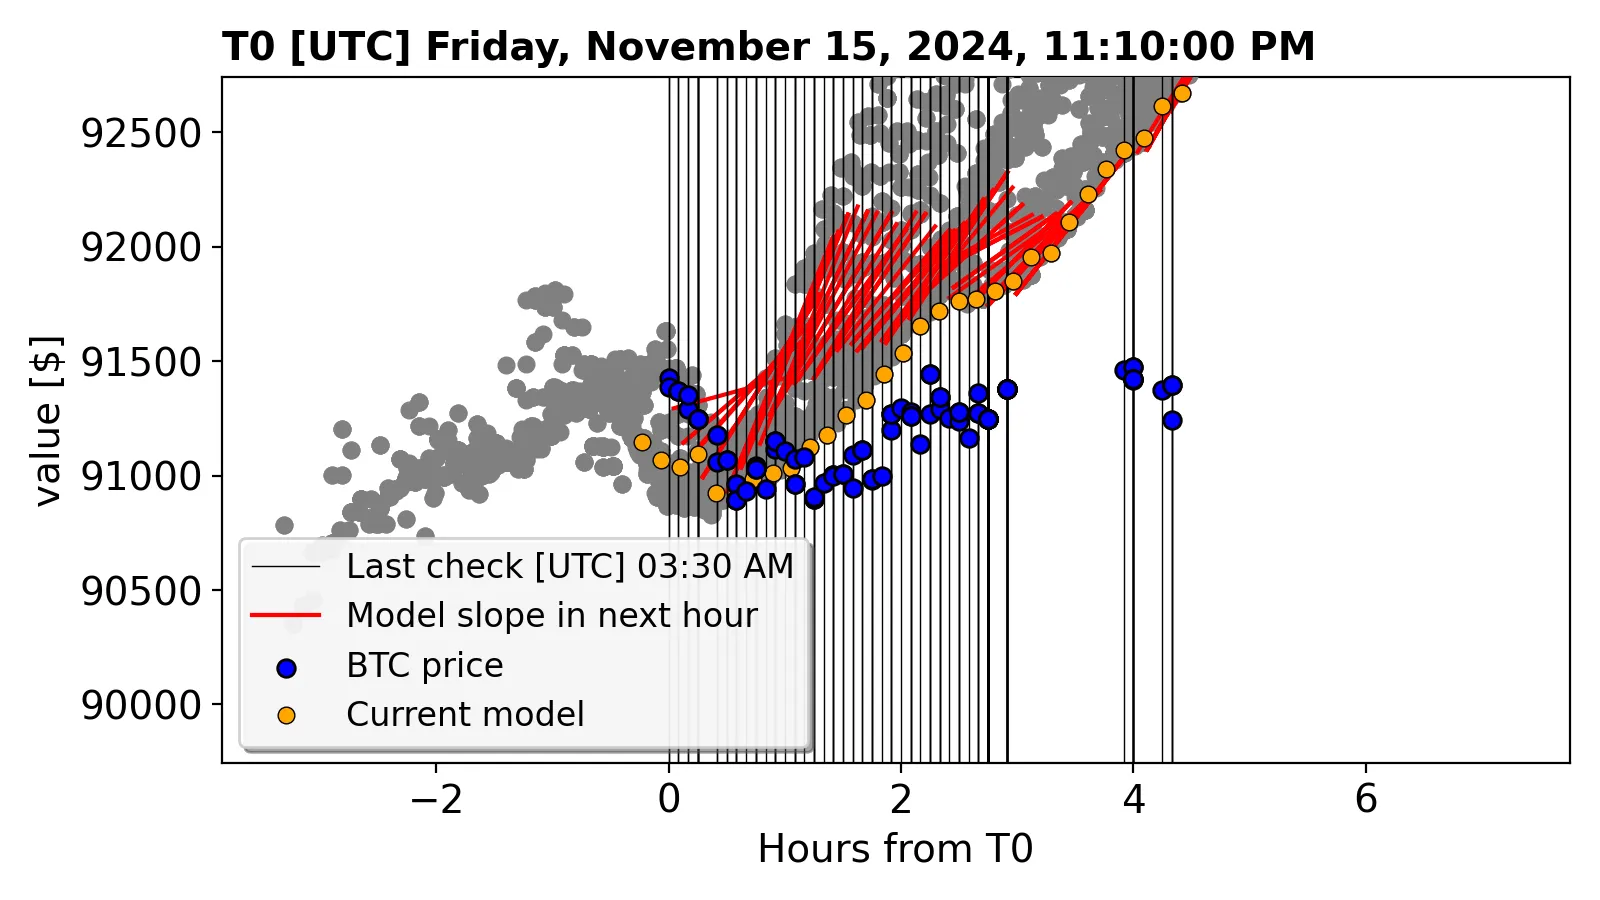 T0 [UTC] Friday, November 15, 2024, 11:10:00 PM
value [$]
92500
92000
91500
91000
90500
90000
Last check [UTC] 03:30 AM
Model slope in next hour
BTC price
Current model
−2 0 2 4 6
Hours from T0